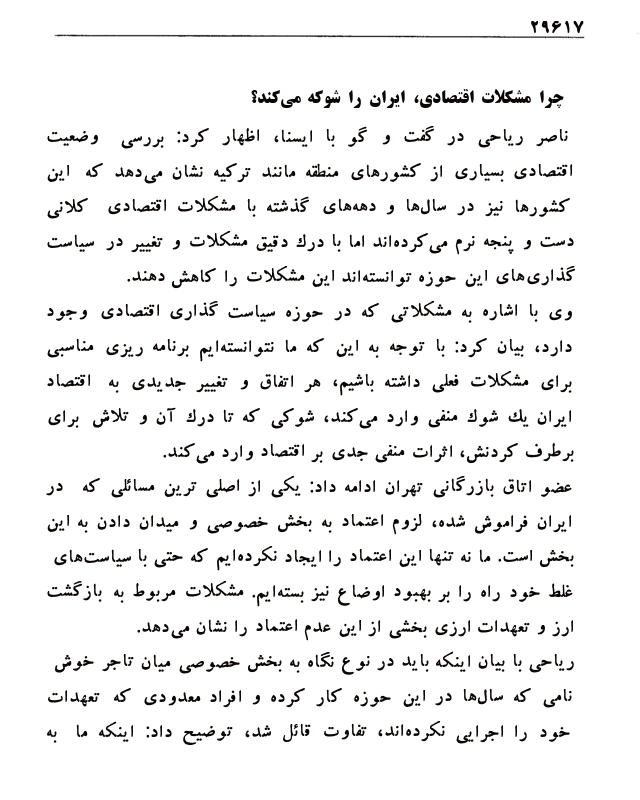 ۲۹۶۱۷
چرا مشکلات اقتصادی، ایران را شوکه می‌کند؟
ناصر ریاحی در گفت و گو با ایسنا، اظهار کرد: بررسی وضعیت
اقتصادی بسیاری از کشورهای منطقه مانند ترکیه نشان می‌دهد که این
کشورها نیز در سال‌ها و دهه‌های گذشته با مشکلات اقتصادی کلانی
دست و پنجه نرم می‌کرده‌اند اما با درك دقیق مشکلات و تغییر در سیاست
گذاری‌های این حوزه توانسته‌اند این مشکلات را کاهش دهند.
وی با اشاره به مشکلاتی که در حوزه سیاست گذاری اقتصادی وجود
دارد، بیان کرد: با توجه به این که ما نتوانسته‌ایم برنامه ریزی مناسبی
برای مشکلات فعلی داشته باشیم، هر اتفاق و تغییر جدیدی به اقتصاد
ایران یك شوك منفی وارد می‌کند، شوکی که تا درك آن و تلاش برای
برطرف کردنش، اثرات منفی جدی بر اقتصاد وارد می‌کند.
عضو اتاق بازرگانی تهران ادامه داد: یکی از اصلی ترین مسائلی که در
ایران فراموش شده، لزوم اعتماد به بخش خصوصی و میدان دادن به این
بخش است. ما نه تنها این اعتماد را ایجاد نکرده‌ایم که حتی با سیاست‌های
غلط خود راه را بر بهبود اوضاع نیز بسته‌ایم. مشکلات مربوط به بازگشت
ارز و تعهدات ارزی بخشی از این عدم اعتماد را نشان می‌دهد.
ریاحی با بیان اینکه باید در نوع نگاه به بخش خصوصی میان تاجر خوش
نامی که سال‌ها در این حوزه کار کرده و افراد معدودی که تعهدات
خود را اجرایی نکرده‌اند، تفاوت قائل شد، توضیح داد: اینکه ما به